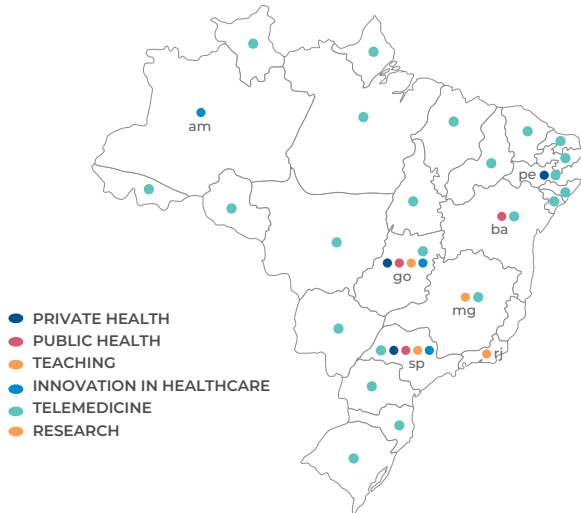 am
pe
ba
go
mg
rj
sp
PRIVATE HEALTH
PUBLIC HEALTH
TEACHING
INNOVATION IN HEALTHCARE
TELEMEDICINE
RESEARCH